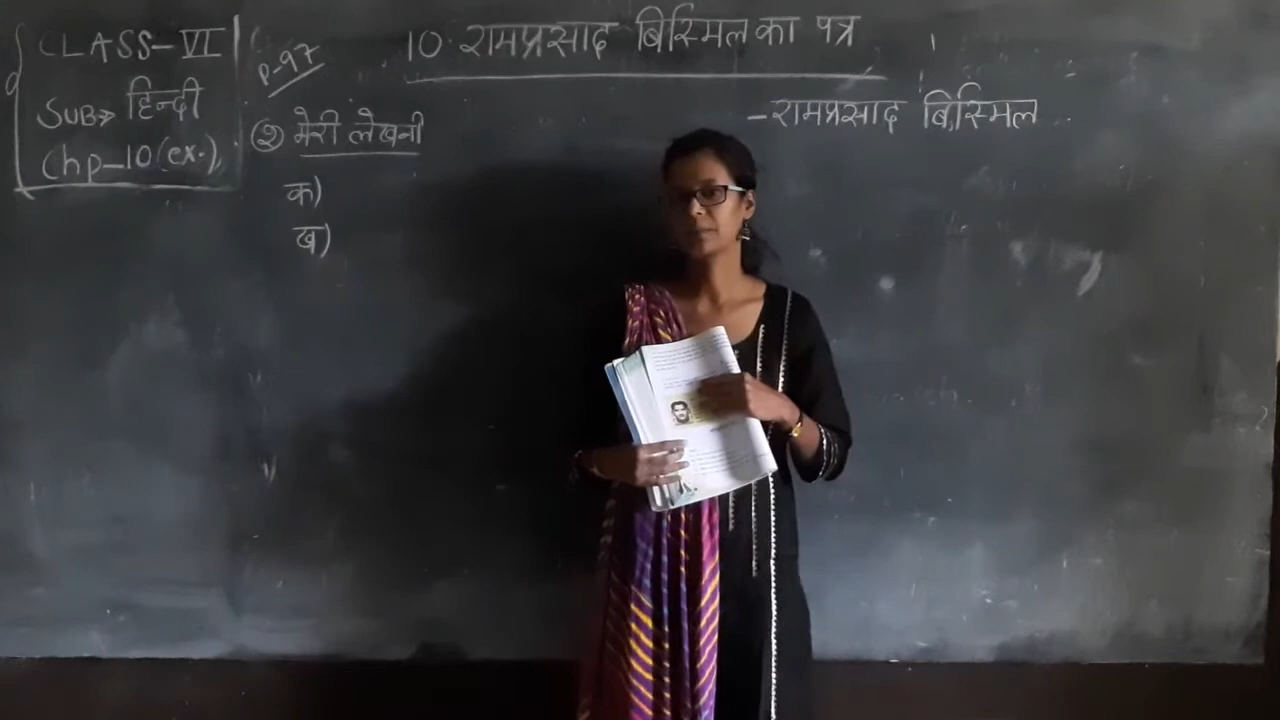 CLASS-VI
SUB⇒ हिन्दी
Chp-10(ex.)
P-97
10. रामप्रसाद बिस्मिल का पत्र
-रामप्रसाद बिस्मिल
② मेरी लेखनी
क)
ख)